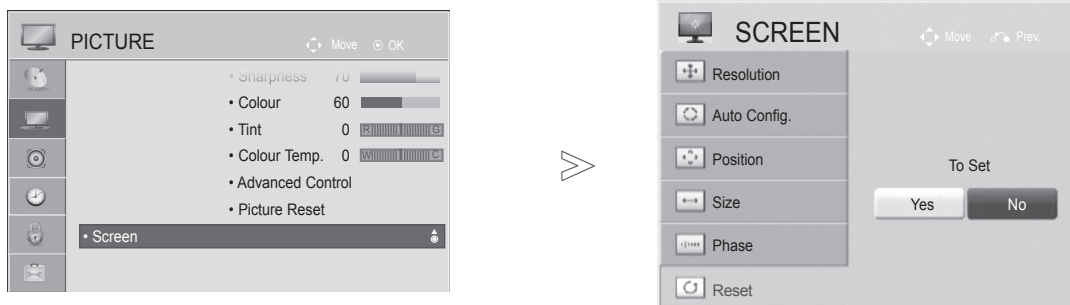 PICTURE
Move OK
• Sharpness 70
• Colour 60
• Tint 0 R G
• Colour Temp. 0 W C
• Advanced Control
• Picture Reset
• Screen
SCREEN
Move Prev.
Resolution
Auto Config.
Position
Size
Phase
Reset
To Set
Yes No